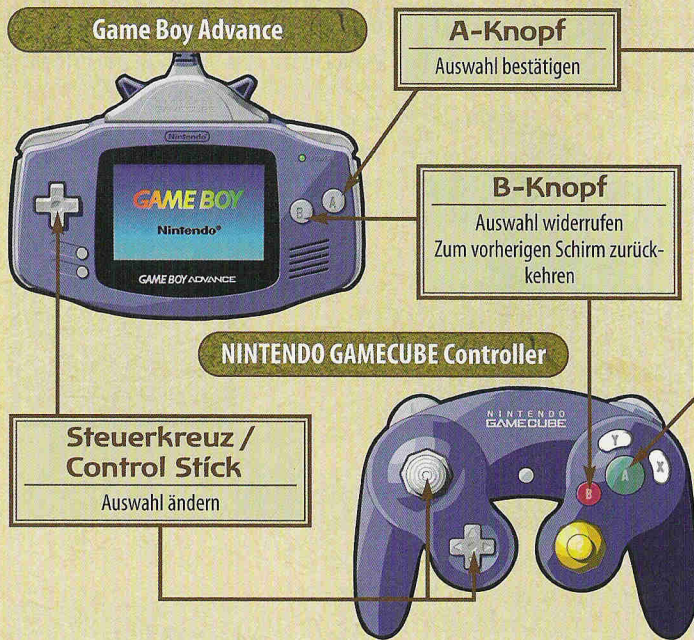 Game Boy Advance
A-Knopf
Auswahl bestätigen
Nintendo
GAME BOY
Nintendo®
GAME BOY ADVANCE
B
A
B-Knopf
Auswahl widerrufen
Zum vorherigen Schirm zurück-
kehren
NINTENDO GAMECUBE Controller
Steuerkreuz /
Control Stick
Auswahl ändern
NINTENDO
GAMECUBE
Y
X
A
B